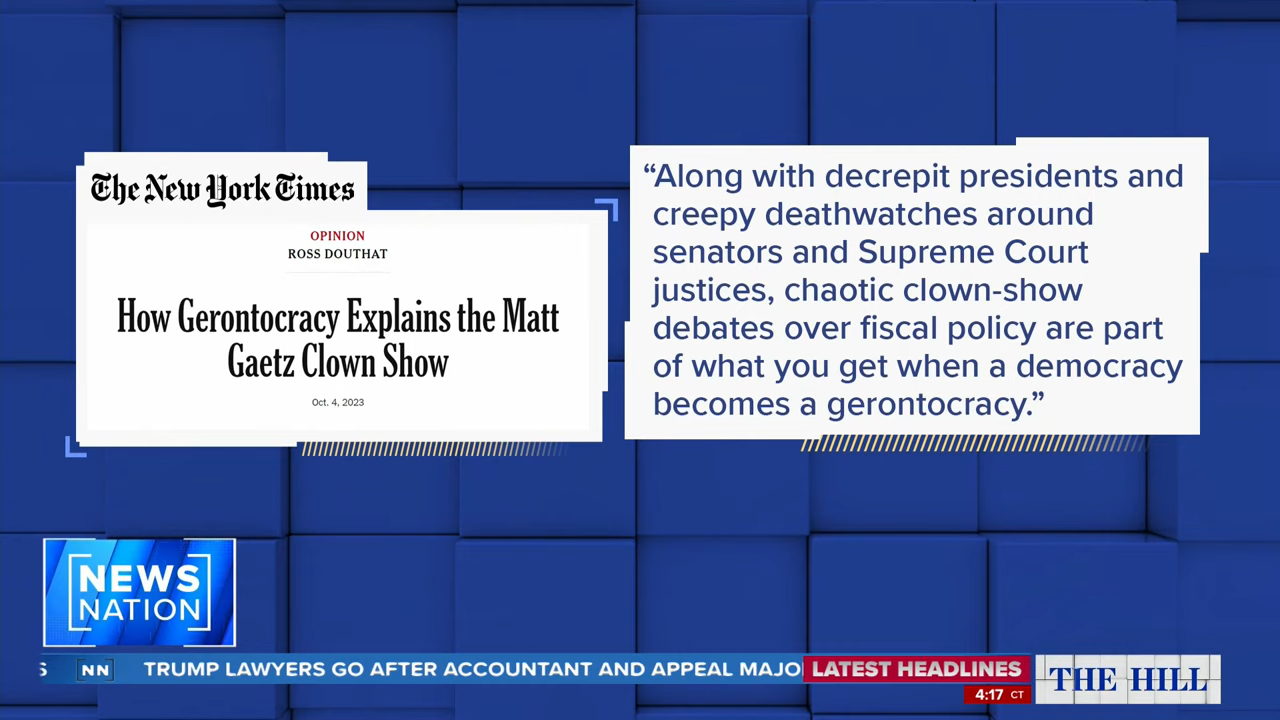 The New York Times
OPINION
ROSS DOUTHAT
How Gerontocracy Explains the Matt
Gaetz Clown Show
Oct. 4, 2023
“Along with decrepit presidents and
creepy deathwatches around
senators and Supreme Court
justices, chaotic clown-show
debates over fiscal policy are part
of what you get when a democracy
becomes a gerontocracy.”
NEWS
NATION
S NN TRUMP LAWYERS GO AFTER ACCOUNTANT AND APPEAL MAJO
LATEST HEADLINES
4:17 CT
THE HILL